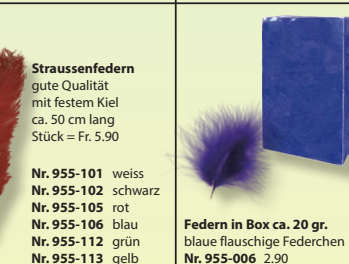 Straussenfedern
gute Qualität
mit festem Kiel
ca. 50 cm lang
Stück = Fr. 5.90
Nr. 955-101 weiss
Nr. 955-102 schwarz
Nr. 955-105 rot
Nr. 955-106 blau
Nr. 955-112 grün
Nr. 955-113 gelb
Federn in Box ca. 20 gr.
blaue flauschige Federchen
Nr. 955-006 2.90